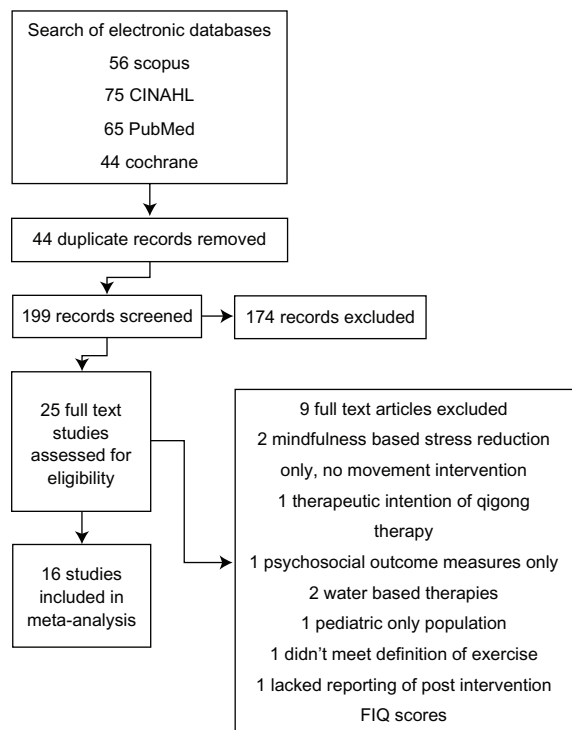 Search of electronic databases
56 scopus
75 CINAHL
65 PubMed
44 cochrane
44 duplicate records removed
199 records screened
174 records excluded
25 full text
studies
assessed for
eligibility
9 full text articles excluded
2 mindfulness based stress reduction
only, no movement intervention
1 therapeutic intention of qigong
therapy
1 psychosocial outcome measures only
2 water based therapies
1 pediatric only population
1 didn't meet definition of exercise
1 lacked reporting of post intervention
FIQ scores
16 studies
included in
meta-analysis